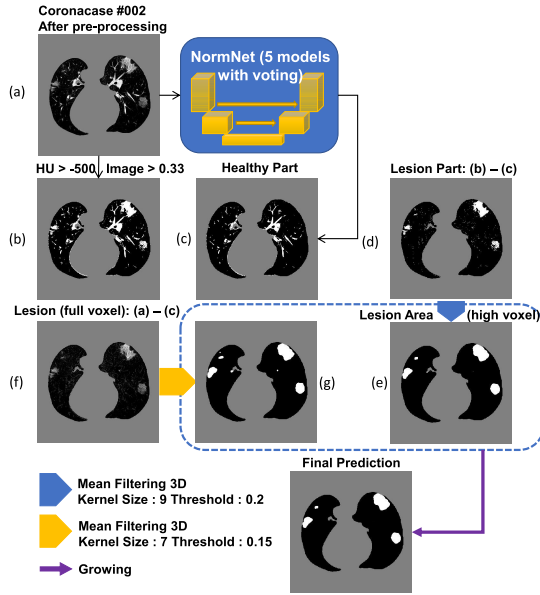 Coronacase #002
After pre-processing
NormNet (5 models
with voting)
(a)
HU > -500
Image > 0.33
Healthy Part
Lesion Part: (b) – (c)
(b)
(c)
(d)
Lesion (full voxel): (a) – (c)
Lesion Area
(high voxel)
(f)
(g)
(e)
Final Prediction
Mean Filtering 3D
Kernel Size : 9 Threshold : 0.2
Mean Filtering 3D
Kernel Size : 7 Threshold : 0.15
Growing